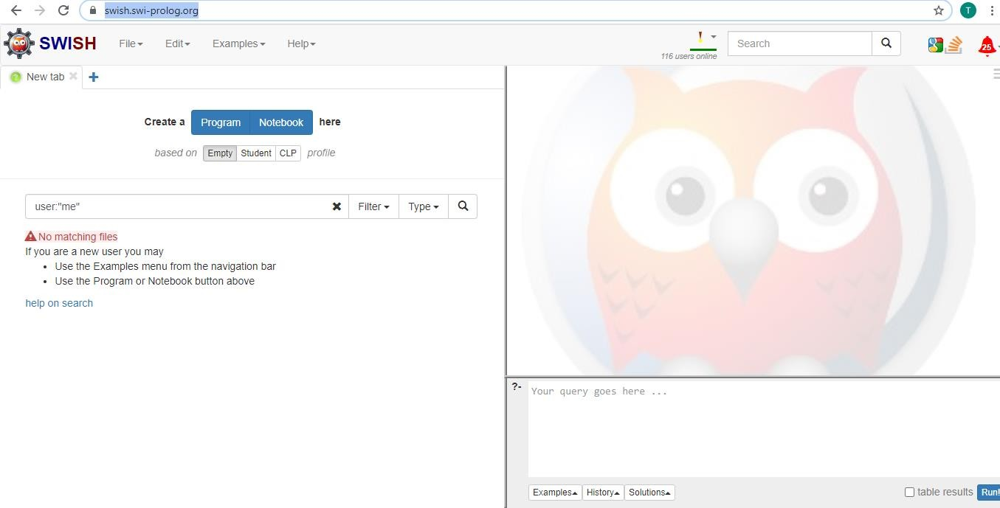 swish.swi-prolog.org
T
SWISH
File Edit Examples Help
116 users online
Search
25
New tab
Create a Program Notebook here
based on Empty Student CLP profile
user:"me" Filter Type
No matching files
If you are a new user you may
Use the Examples menu from the navigation bar
Use the Program or Notebook button above
help on search
?- Your query goes here ...
Examples History Solutions table results Run!